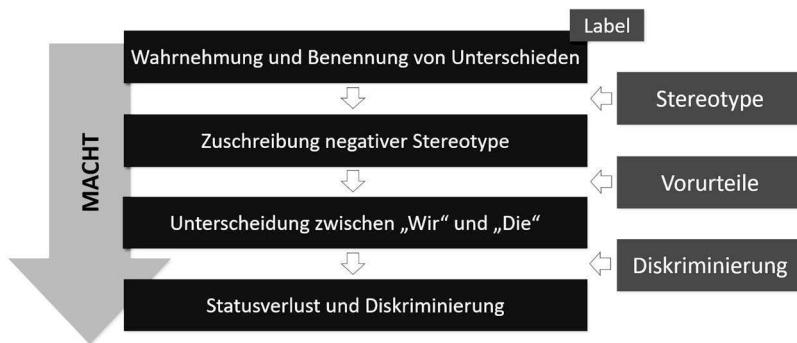 Label
Wahrnehmung und Benennung von Unterschieden
Stereotype
Zuschreibung negativer Stereotype
Vorurteile
Unterscheidung zwischen „Wir“ und „Die“
Diskriminierung
Statusverlust und Diskriminierung
MACHT